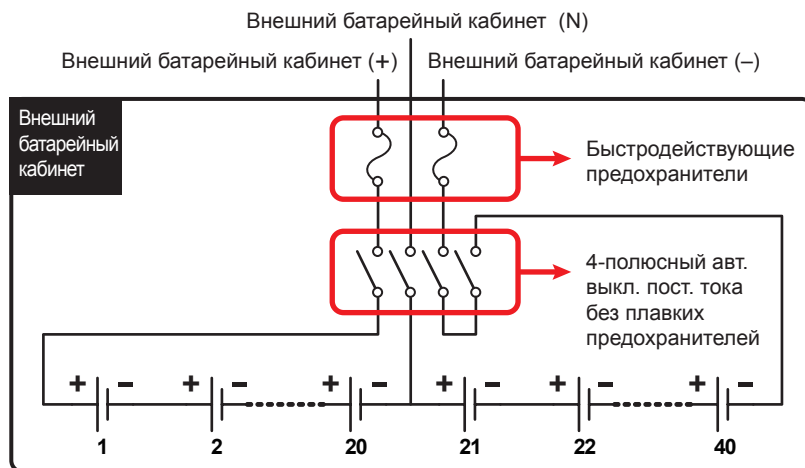 Внешний батарейный кабинет (N)
Внешний батарейный кабинет (+)
Внешний батарейный кабинет (–)
Внешний
батарейный
кабинет
Быстродействующие
предохранители
4-полюсный авт.
выкл. пост. тока
без плавких
предохранителей
+ – + – + – + – + – + –
1 2 20 21 22 40